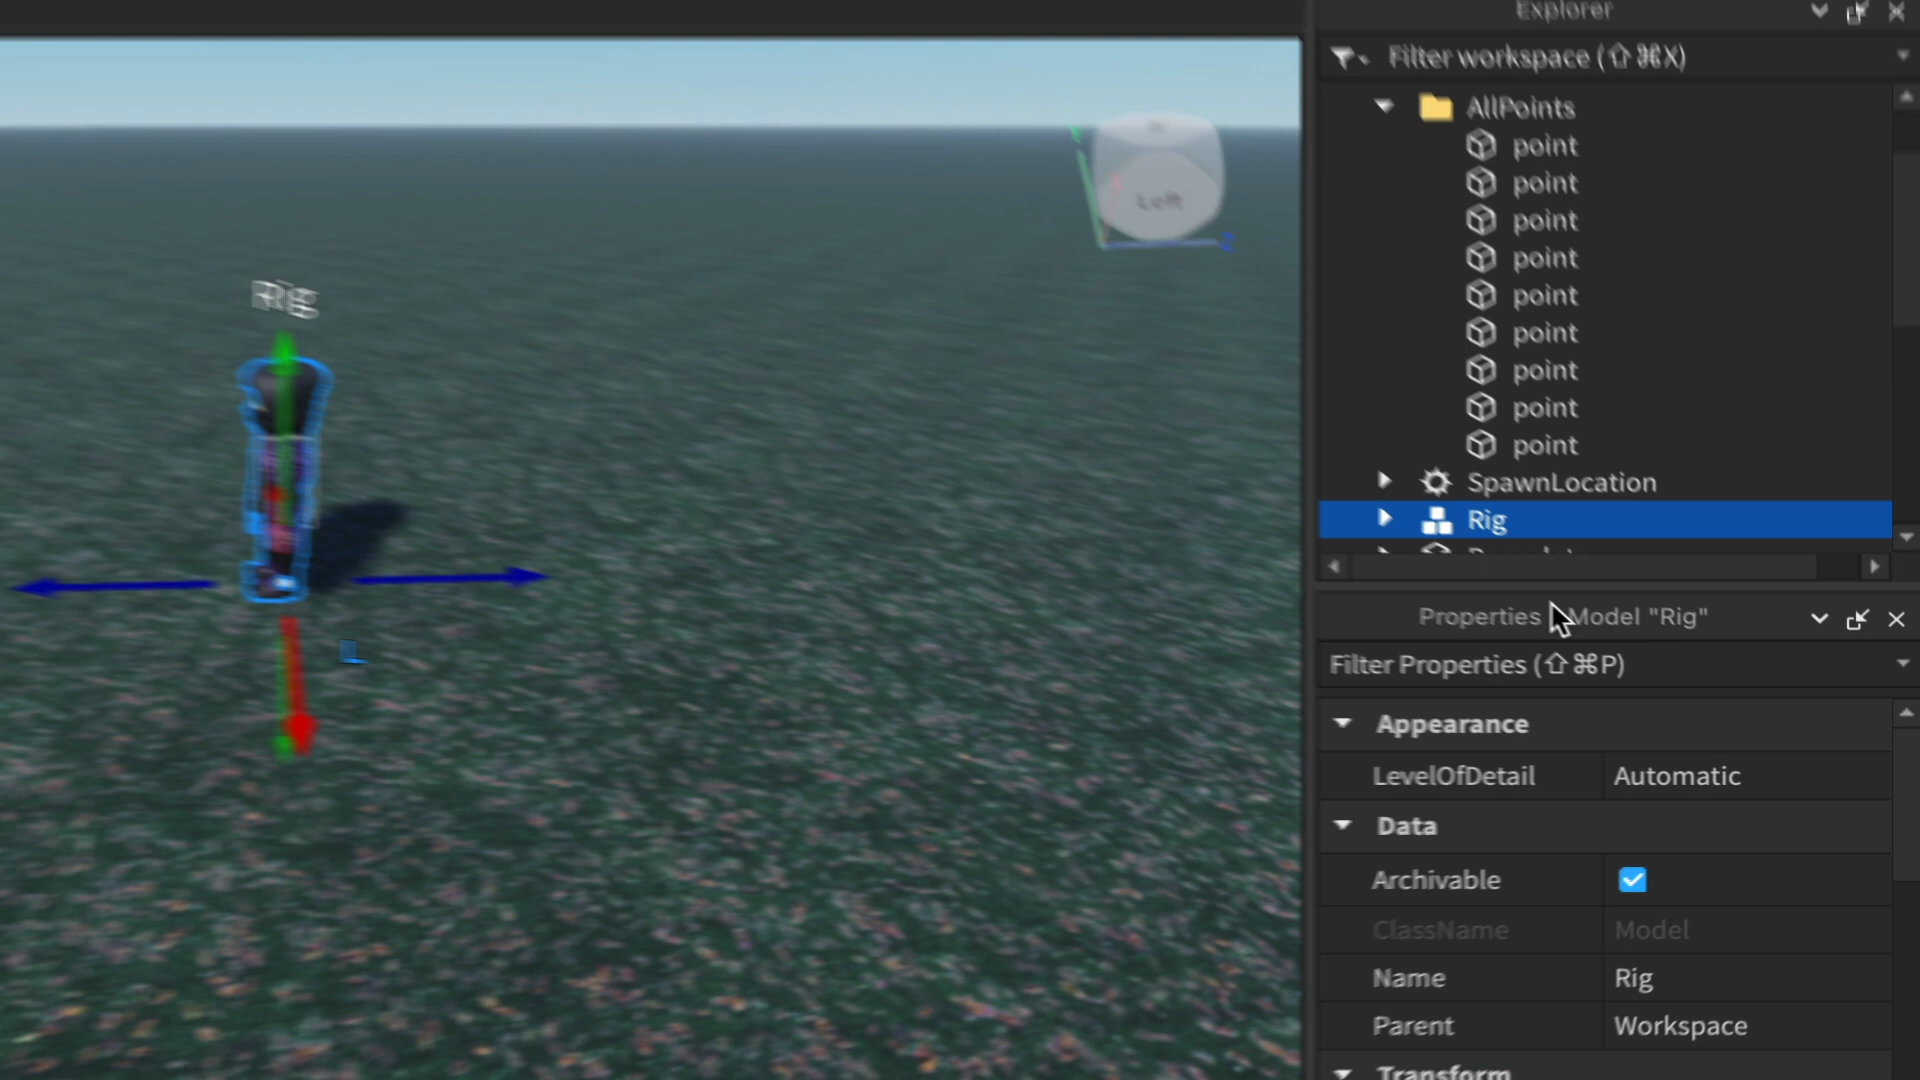 Explorer
Filter workspace (⇧⌘X)
AllPoints
point
point
point
point
point
point
point
point
point
SpawnLocation
Rig
Properties
Model "Rig"
Filter Properties (⇧⌘P)
Appearance
LevelOfDetail Automatic
Data
Archivable
ClassName Model
Name Rig
Parent Workspace
Transform
Rig
Left
Z